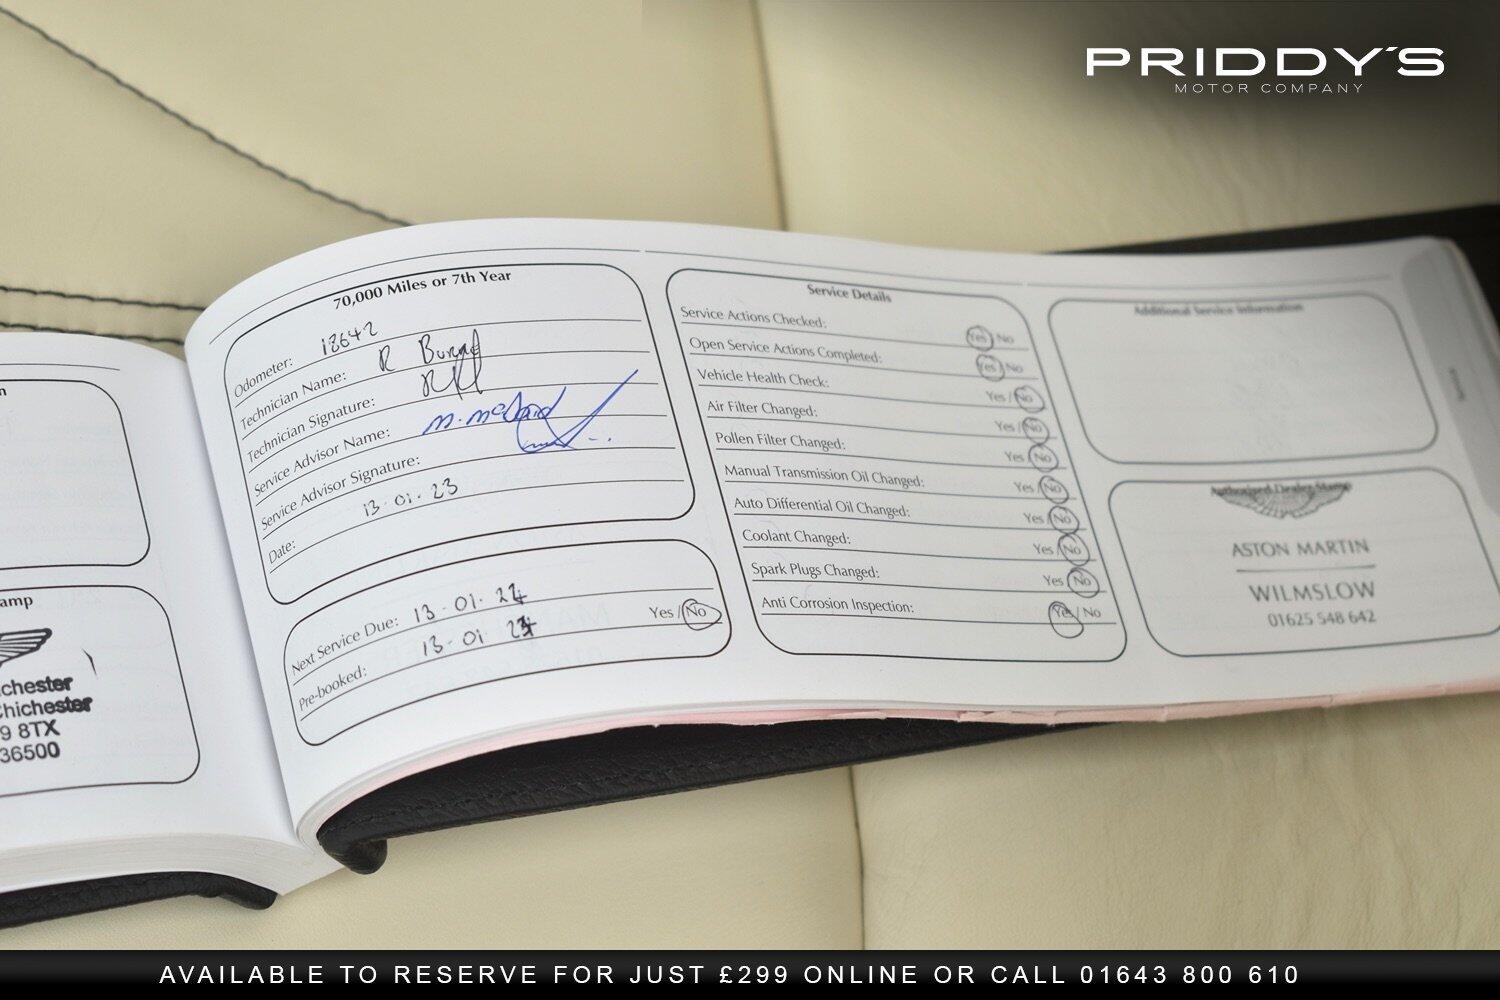 PRIDDY'S
MOTOR COMPANY
70,000 Miles or 7th Year
Odometer: 18642
Technician Name: R
Technician Signature:
Service Advisor Name:
Service Advisor Signature:
Date: 13·01·23
Next Service Due: 13·01·24
Pre-booked: 13·01 24 Yes / No
Service Details
Service Actions Checked: Yes / No
Open Service Actions Completed: Yes / No
Vehicle Health Check: Yes / No
Air Filter Changed: Yes / No
Pollen Filter Changed: Yes / No
Manual Transmission Oil Changed: Yes / No
Auto Differential Oil Changed: Yes / No
Coolant Changed: Yes / No
Spark Plugs Changed: Yes / No
Anti Corrosion Inspection: Yes / No
Additional Service Information
Authorised Dealer Stamp
ASTON MARTIN
WILMSLOW
01625 548 642
n
amp
chester
hichester
9 8TX
36500
AVAILABLE TO RESERVE FOR JUST £299 ONLINE OR CALL 01643 800 610